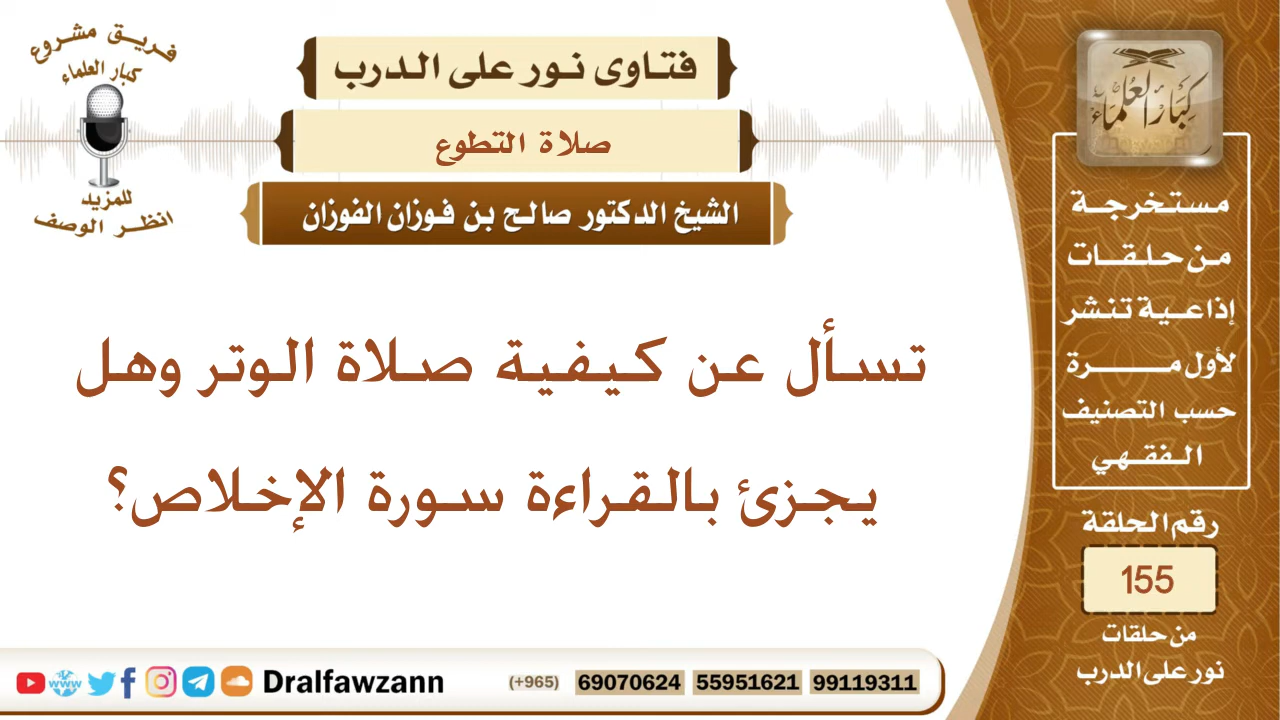 فريق مشروع
كبار العلماء
للمزيد
انظر الوصف
فتاوى نور على الدرب
صلاة التطوع
الشيخ الدكتور صالح بن فوزان الفوزان
تسأل عن كيفية صلاة الوتر وهل
يجزئ بالقراءة سورة الإخلاص؟
كبار العلماء
مستخرجة
من حلقات
إذاعية تنشر
لأول مرة
حسب التصنيف
الفقهي
رقم الحلقة
155
من حلقات
نور على الدرب
Dralfawzann (+965) 69070624 55951621 99119311